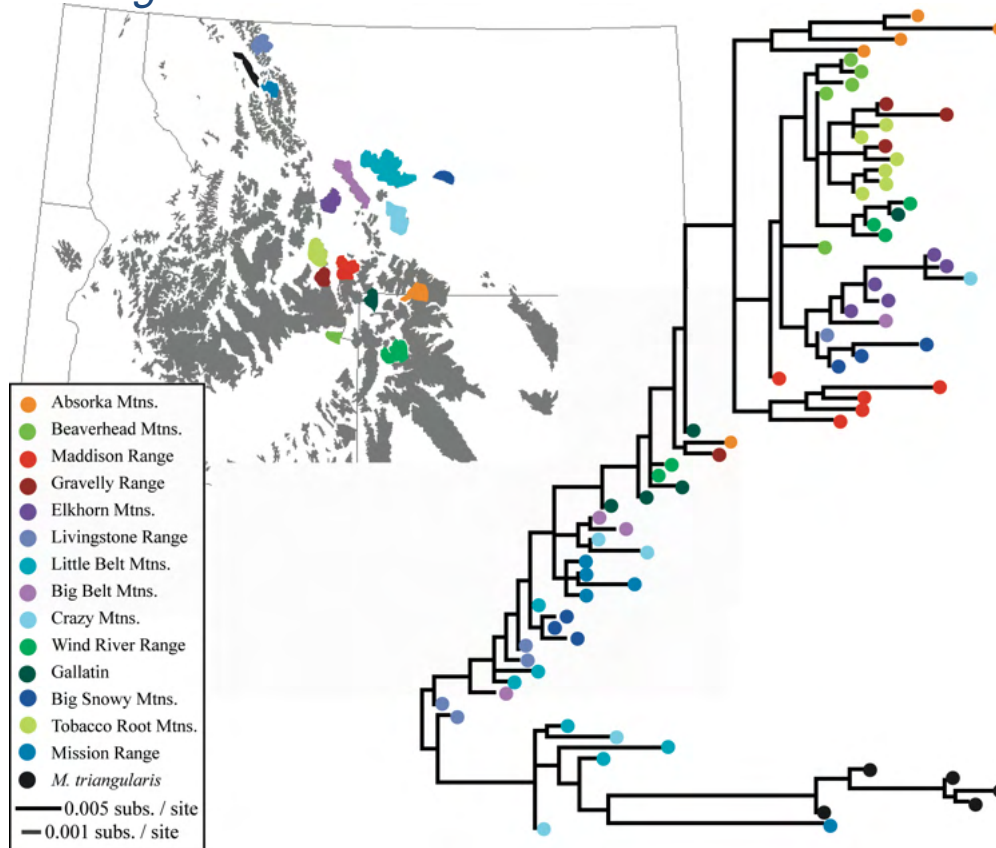 Absorka Mtns.
Beaverhead Mtns.
Maddison Range
Gravelly Range
Elkhorn Mtns.
Livingstone Range
Little Belt Mtns.
Big Belt Mtns.
Crazy Mtns.
Wind River Range
Gallatin
Big Snowy Mtns.
Tobacco Root Mtns.
Mission Range
M. triangularis
0.005 subs. / site
0.001 subs. / site